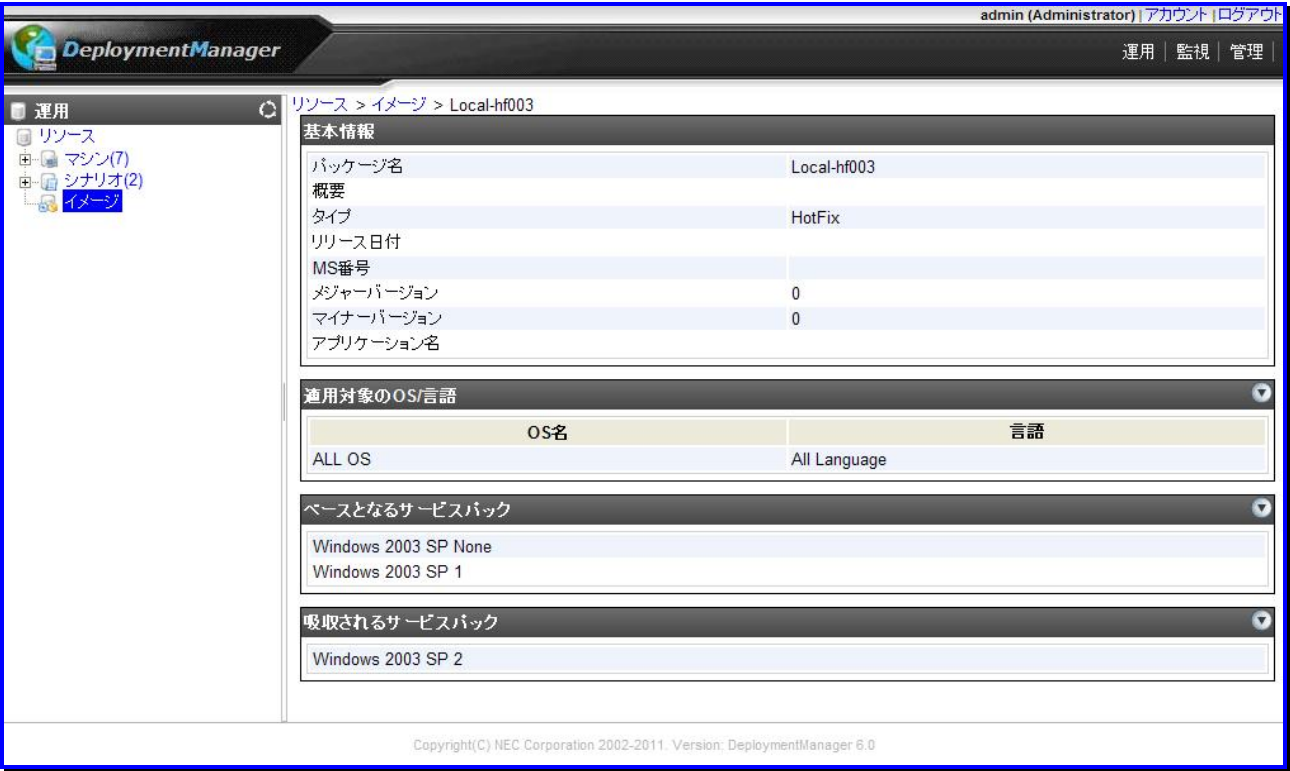 admin (Administrator) | アカウント | ログアウト
DeploymentManager
運用 | 監視 | 管理 |
運用
リソース
マシン(7)
シナリオ(2)
イメージ
リソース > イメージ > Local-hf003
基本情報
パッケージ名 Local-hf003
概要
タイプ HotFix
リリース日付
MS番号
メジャーバージョン 0
マイナーバージョン 0
アプリケーション名
適用対象のOS/言語
OS名 言語
ALL OS All Language
ベースとなるサービスパック
Windows 2003 SP None
Windows 2003 SP 1
吸収されるサービスパック
Windows 2003 SP 2
Copyright(C) NEC Corporation 2002-2011. Version: DeploymentManager 6.0